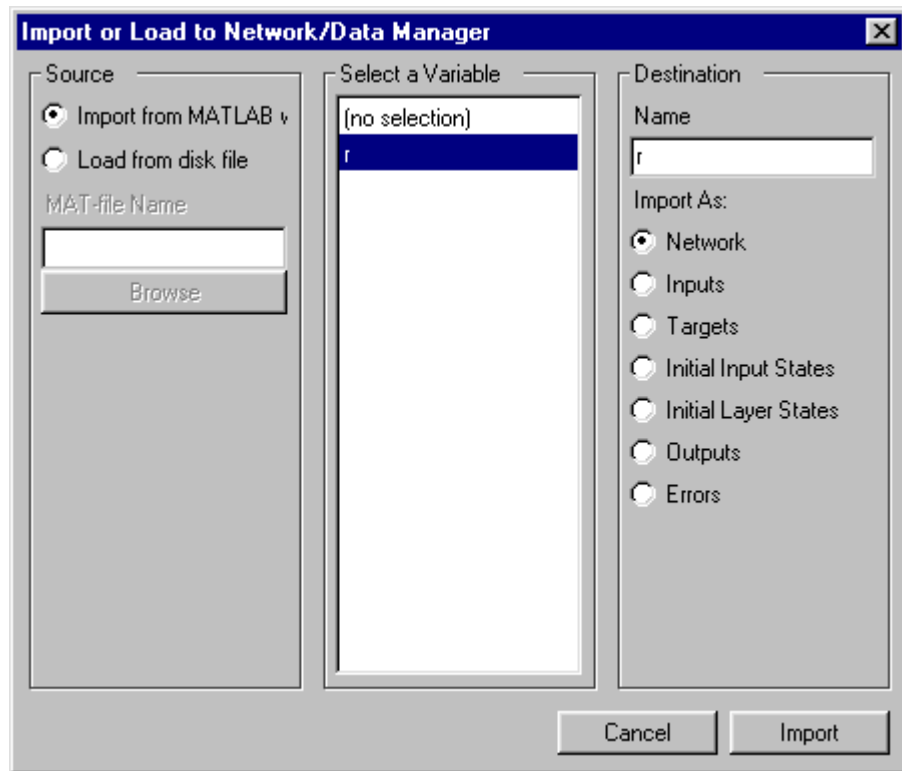 Import or Load to Network/Data Manager
Source
Import from MATLAB
Load from disk file
MAT-file Name
Browse
Select a Variable
(no selection)
r
Destination
Name
r
Import As:
Network
Inputs
Targets
Initial Input States
Initial Layer States
Outputs
Errors
Cancel
Import